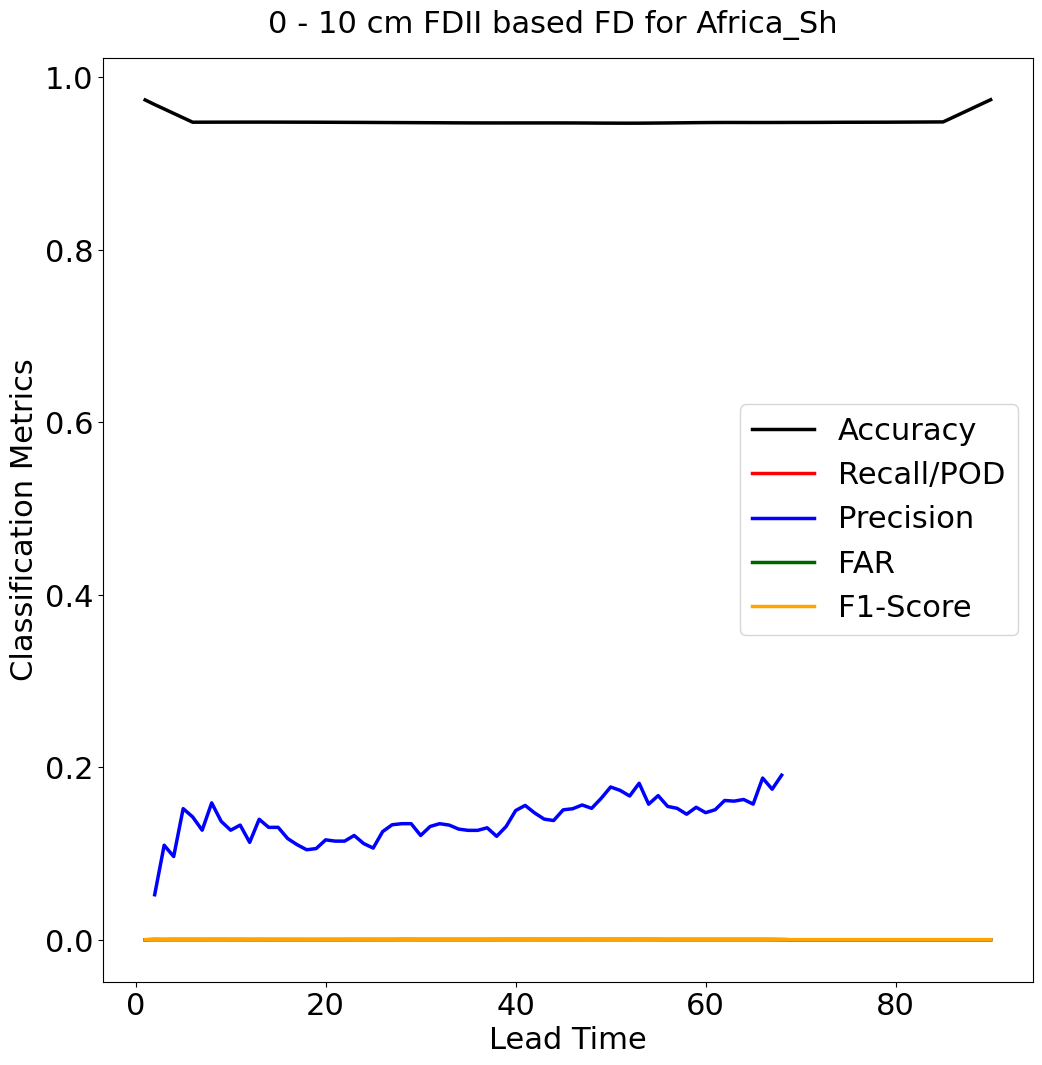 0 - 10 cm FDII based FD for Africa_Sh
1.0
0.8
0.6
0.4
0.2
0.0
Classification Metrics
Accuracy
Recall/POD
Precision
FAR
F1-Score
0 20 40 60 80
Lead Time